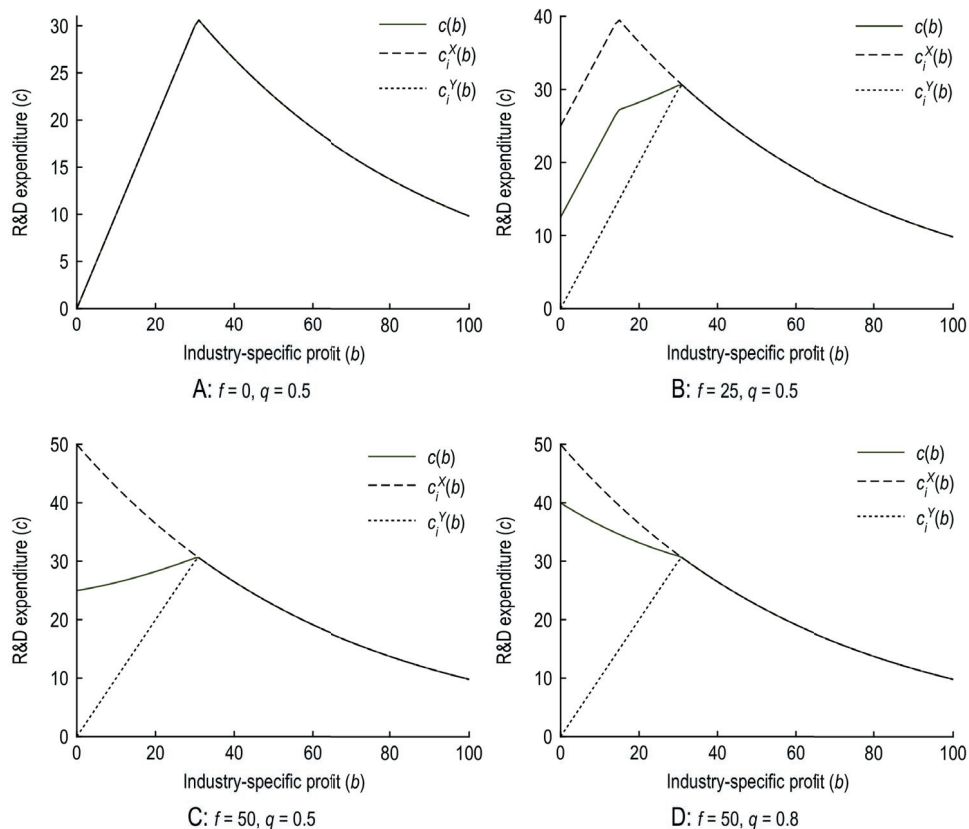 R&D expenditure (c)
30
25
20
15
10
5
0
c(b)
c_i^X(b)
c_i^Y(b)
0 20 40 60 80 100
Industry-specific profit (b)
A: f = 0, q = 0.5
R&D expenditure (c)
40
30
20
10
0
c(b)
c_i^X(b)
c_i^Y(b)
0 20 40 60 80 100
Industry-specific profit (b)
B: f = 25, q = 0.5
R&D expenditure (c)
50
40
30
20
10
0
c(b)
c_i^X(b)
c_i^Y(b)
0 20 40 60 80 100
Industry-specific profit (b)
C: f = 50, q = 0.5
R&D expenditure (c)
50
40
30
20
10
0
c(b)
c_i^X(b)
c_i^Y(b)
0 20 40 60 80 100
Industry-specific profit (b)
D: f = 50, q = 0.8